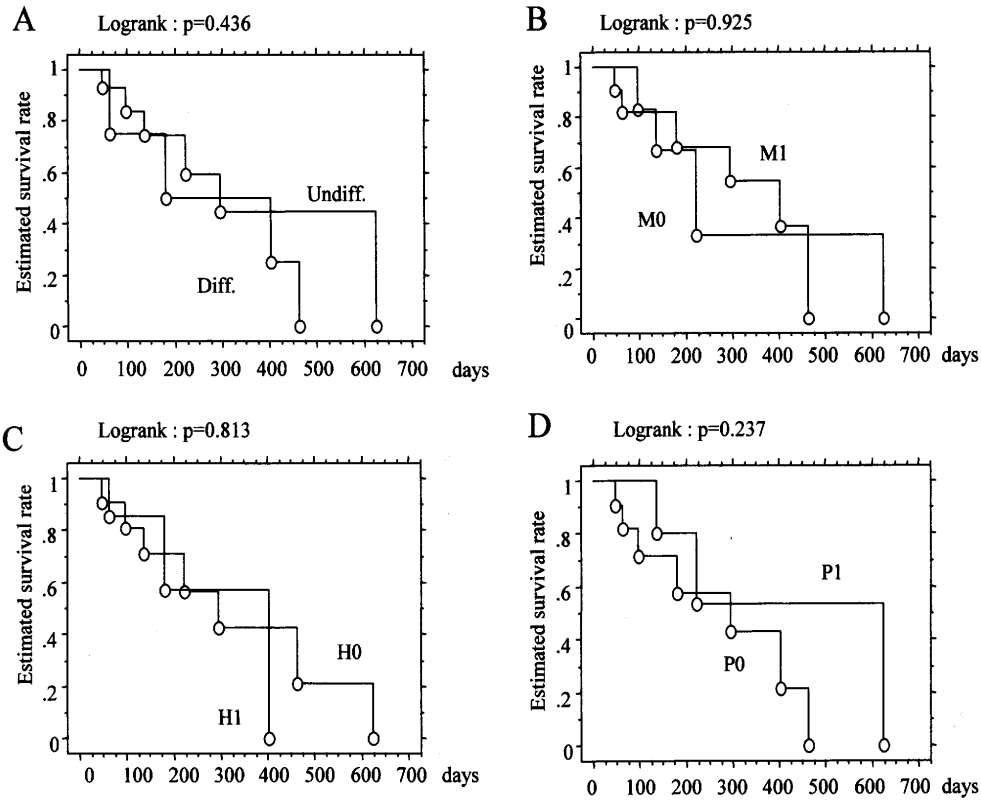 A
Logrank : p=0.436
Estimated survival rate
1
.8
.6
.4
.2
0
Undiff.
Diff.
0 100 200 300 400 500 600 700 days
B
Logrank : p=0.925
Estimated survival rate
1
.8
.6
.4
.2
0
M1
M0
0 100 200 300 400 500 600 700 days
C
Logrank : p=0.813
Estimated survival rate
1
.8
.6
.4
.2
0
H0
H1
0 100 200 300 400 500 600 700 days
D
Logrank : p=0.237
Estimated survival rate
1
.8
.6
.4
.2
0
P1
P0
0 100 200 300 400 500 600 700 days